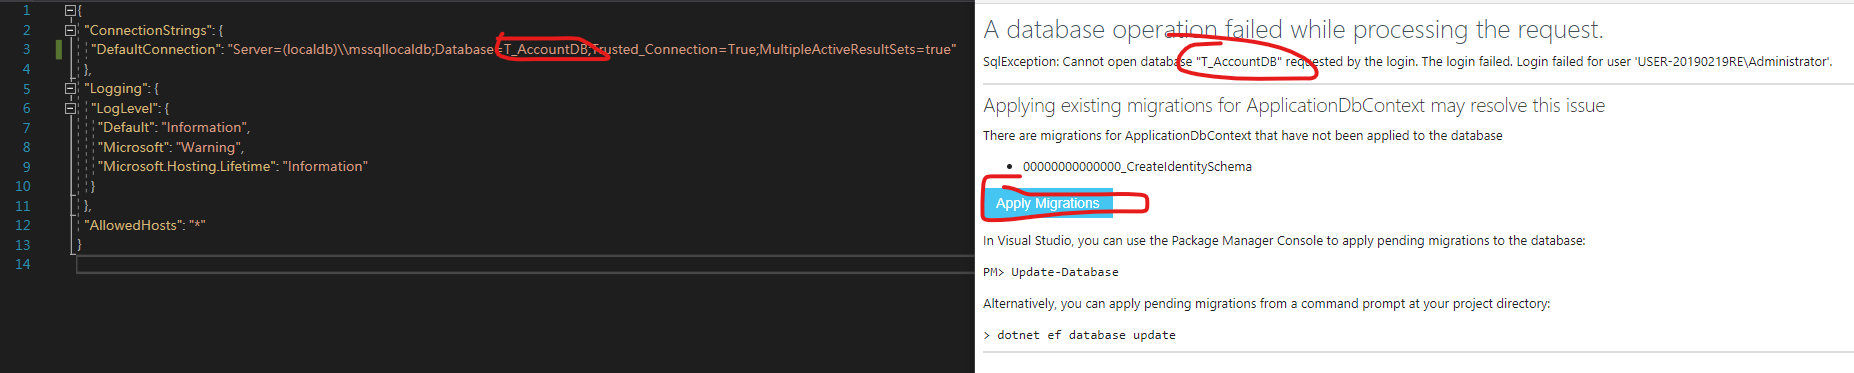 1 {
2 "ConnectionStrings": {
3 "DefaultConnection": "Server=(localdb)\\mssqllocaldb;Database=T_AccountDB;Trusted_Connection=True;MultipleActiveResultSets=true"
4 },
5 "Logging": {
6 "LogLevel": {
7 "Default": "Information",
8 "Microsoft": "Warning",
9 "Microsoft.Hosting.Lifetime": "Information"
10 }
11 },
12 "AllowedHosts": "*"
13 }
14
A database operation failed while processing the request.
SqlException: Cannot open database "T_AccountDB" requested by the login. The login failed. Login failed for user 'USER-20190219RE\Administrator'.
Applying existing migrations for ApplicationDbContext may resolve this issue
There are migrations for ApplicationDbContext that have not been applied to the database
• 00000000000000_CreateIdentitySchema
Apply Migrations
In Visual Studio, you can use the Package Manager Console to apply pending migrations to the database:
PM> Update-Database
Alternatively, you can apply pending migrations from a command prompt at your project directory:
> dotnet ef database update